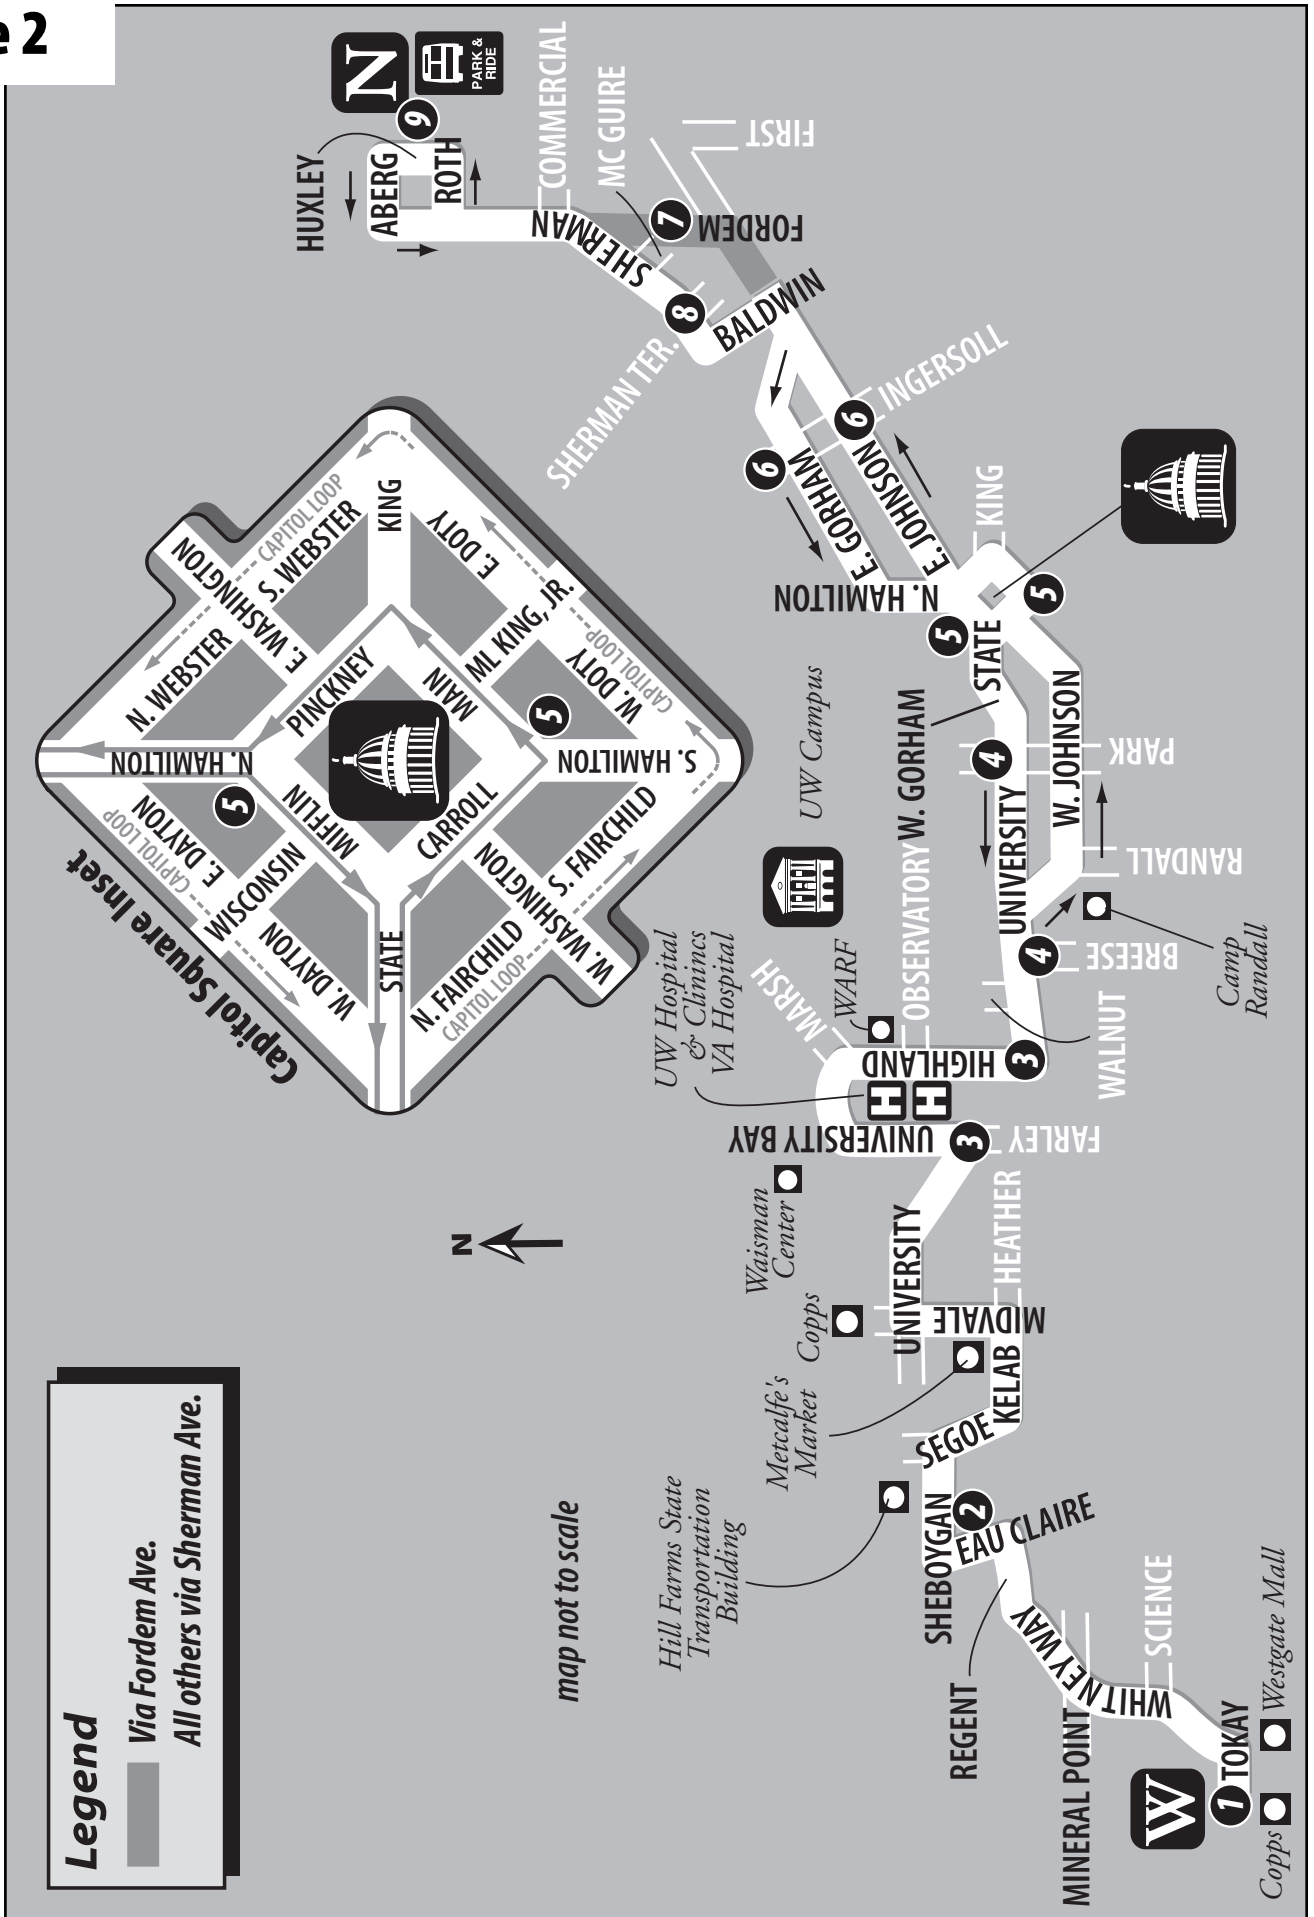 e 2
Legend
Via Fordem Ave.
All others via Sherman Ave.
map not to scale
N
Capitol Square Inset
CAPITOL LOOP
N. WEBSTER
S. WEBSTER
E. WASHINGTON
KING
E. DOTY
PINCKNEY
MAIN
ML KING, JR.
W. DOTY
CAPITOL LOOP
N. HAMILTON
5
5
S. HAMILTON
E. DAYTON
CAPITOL LOOP
MIFFLIN
CARROLL
WISCONSIN
S. FAIRCHILD
W. WASHINGTON
W. DAYTON
STATE
N. FAIRCHILD
CAPITOL LOOP
W
1
TOKAY
Copps
Westgate Mall
WHITNEY WAY
SCIENCE
MINERAL POINT
REGENT
EAU CLAIRE
2
SHEBOYGAN
Hill Farms State
Transportation
Building
SEGOE
KELAB
Metcalfe's
Market
MIDVALE
HEATHER
Copps
UNIVERSITY
Waisman
Center
3
FARLEY
UNIVERSITY BAY
UW Hospital
& Clinincs
VA Hospital
H
H
MARSH
WARF
HIGHLAND
OBSERVATORY
3
WALNUT
4
BREESE
Camp
Randall
RANDALL
UNIVERSITY
W. JOHNSON
4
PARK
W. GORHAM
UW Campus
STATE
5
5
KING
N. HAMILTON
E. GORHAM
E. JOHNSON
6
6
INGERSOLL
BALDWIN
SHERMAN TER.
8
SHERMAN
7
FORDEM
FIRST
MC GUIRE
COMMERCIAL
ABERG
ROTH
HUXLEY
9
N
PARK &
RIDE